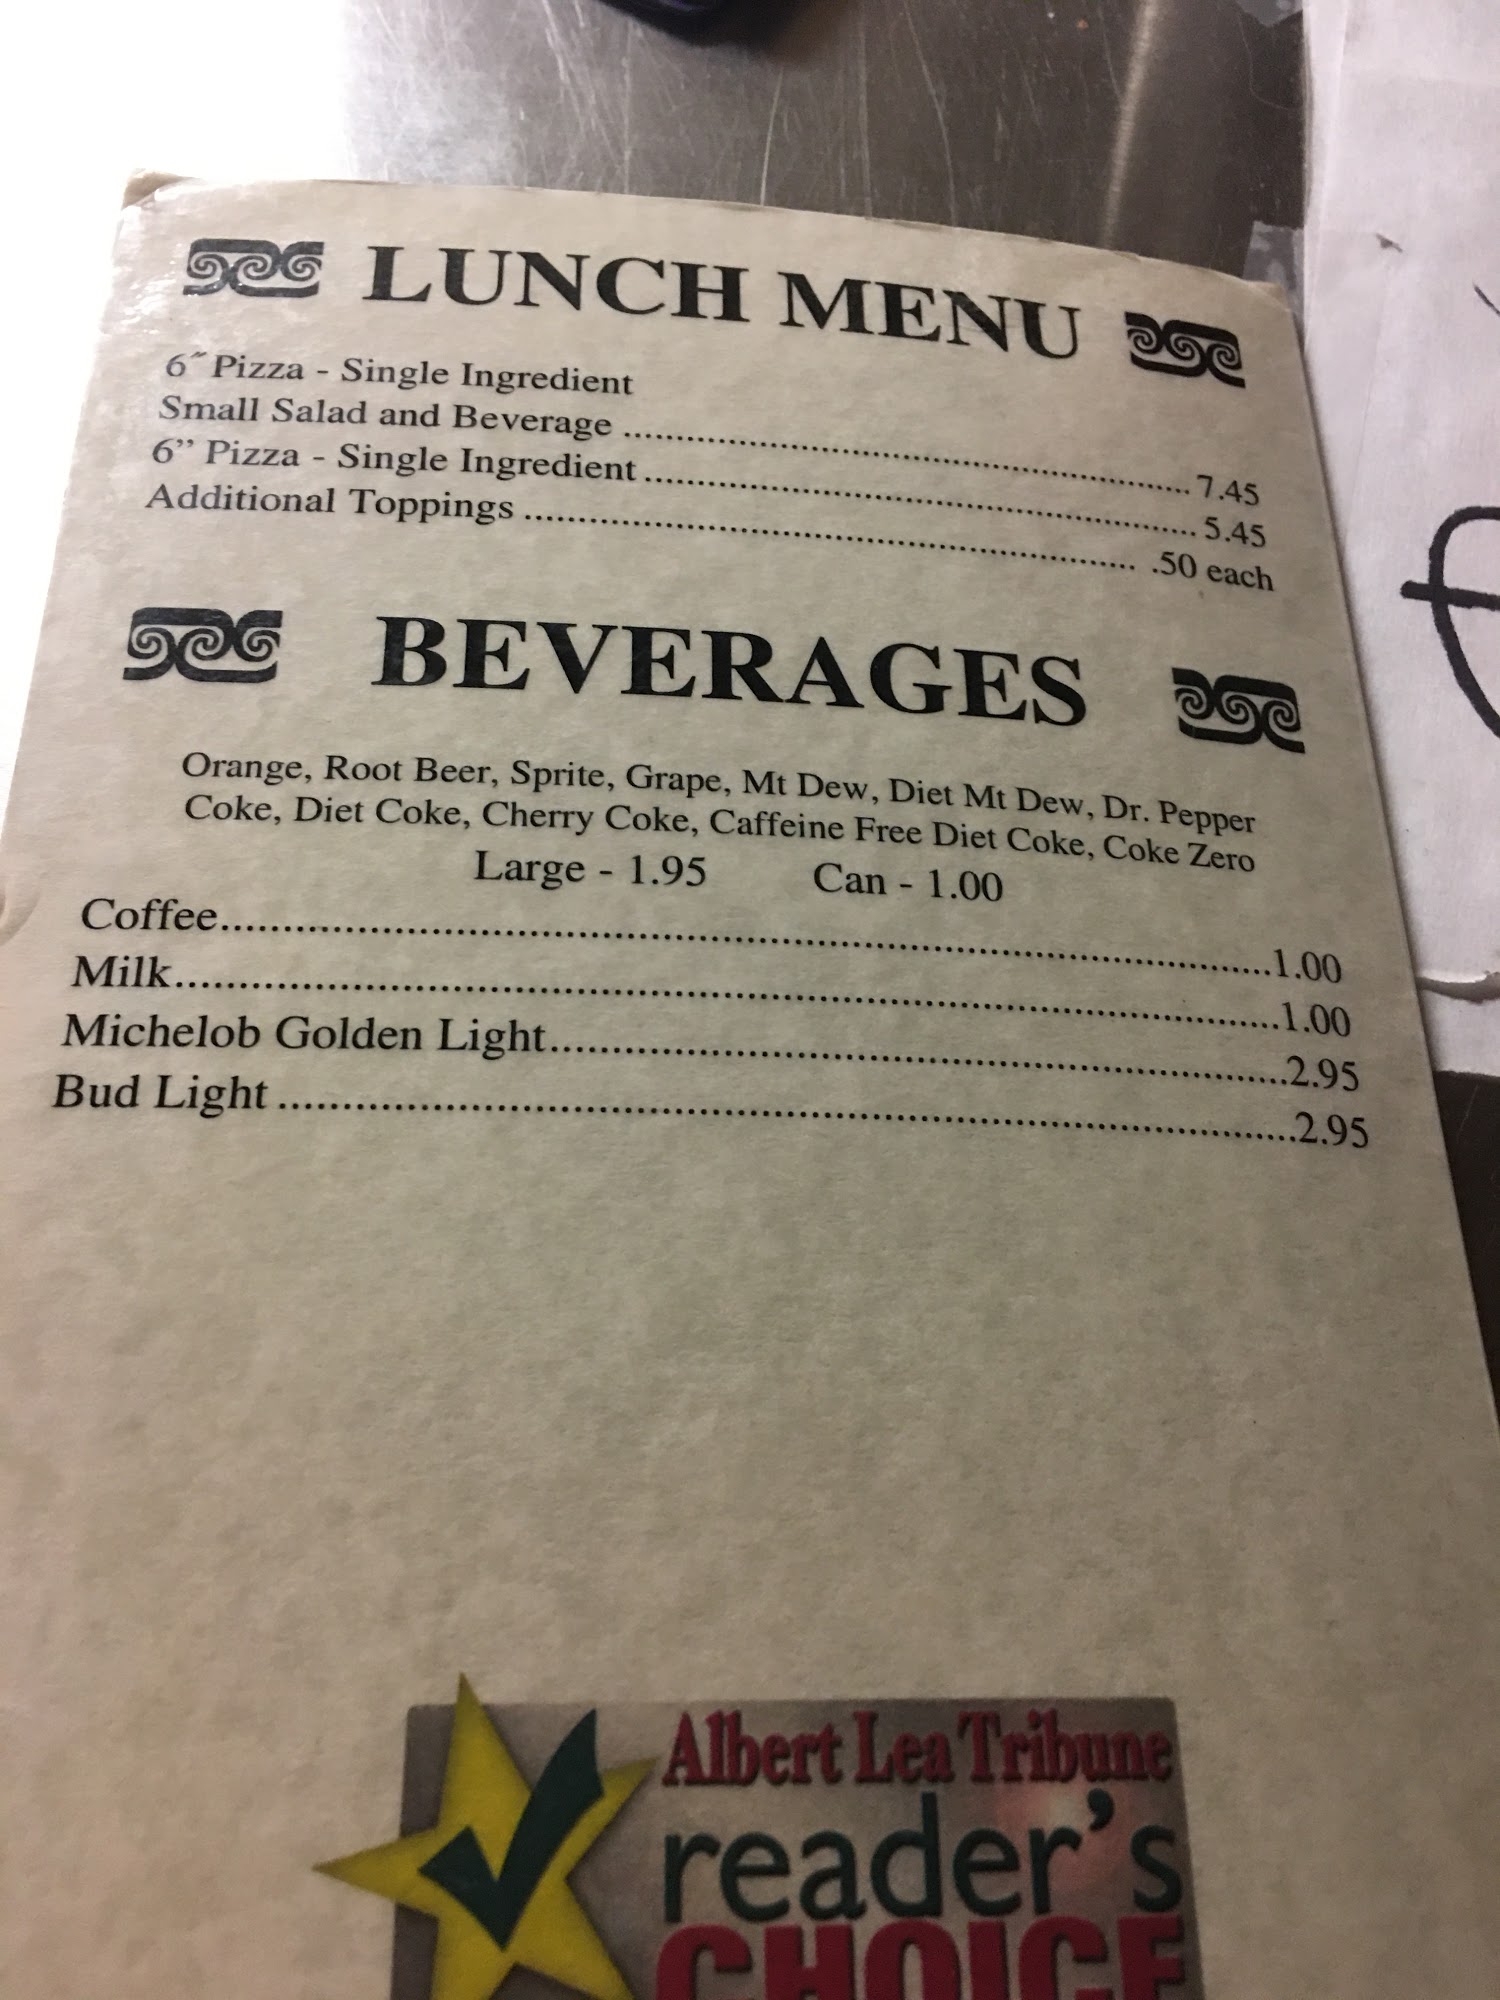 LUNCH MENU
6˝ Pizza - Single Ingredient
Small Salad and Beverage ........................................................................ 7.45
6” Pizza - Single Ingredient ....................................................................... 5.45
Additional Toppings ............................................................................... .50 each
BEVERAGES
Orange, Root Beer, Sprite, Grape, Mt Dew, Diet Mt Dew, Dr. Pepper
Coke, Diet Coke, Cherry Coke, Caffeine Free Diet Coke, Coke Zero
Large - 1.95 Can - 1.00
Coffee....................................................................................................1.00
Milk........................................................................................................1.00
Michelob Golden Light.......................................................................2.95
Bud Light ..............................................................................................2.95
Albert Lea Tribune
reader's
CHOICE